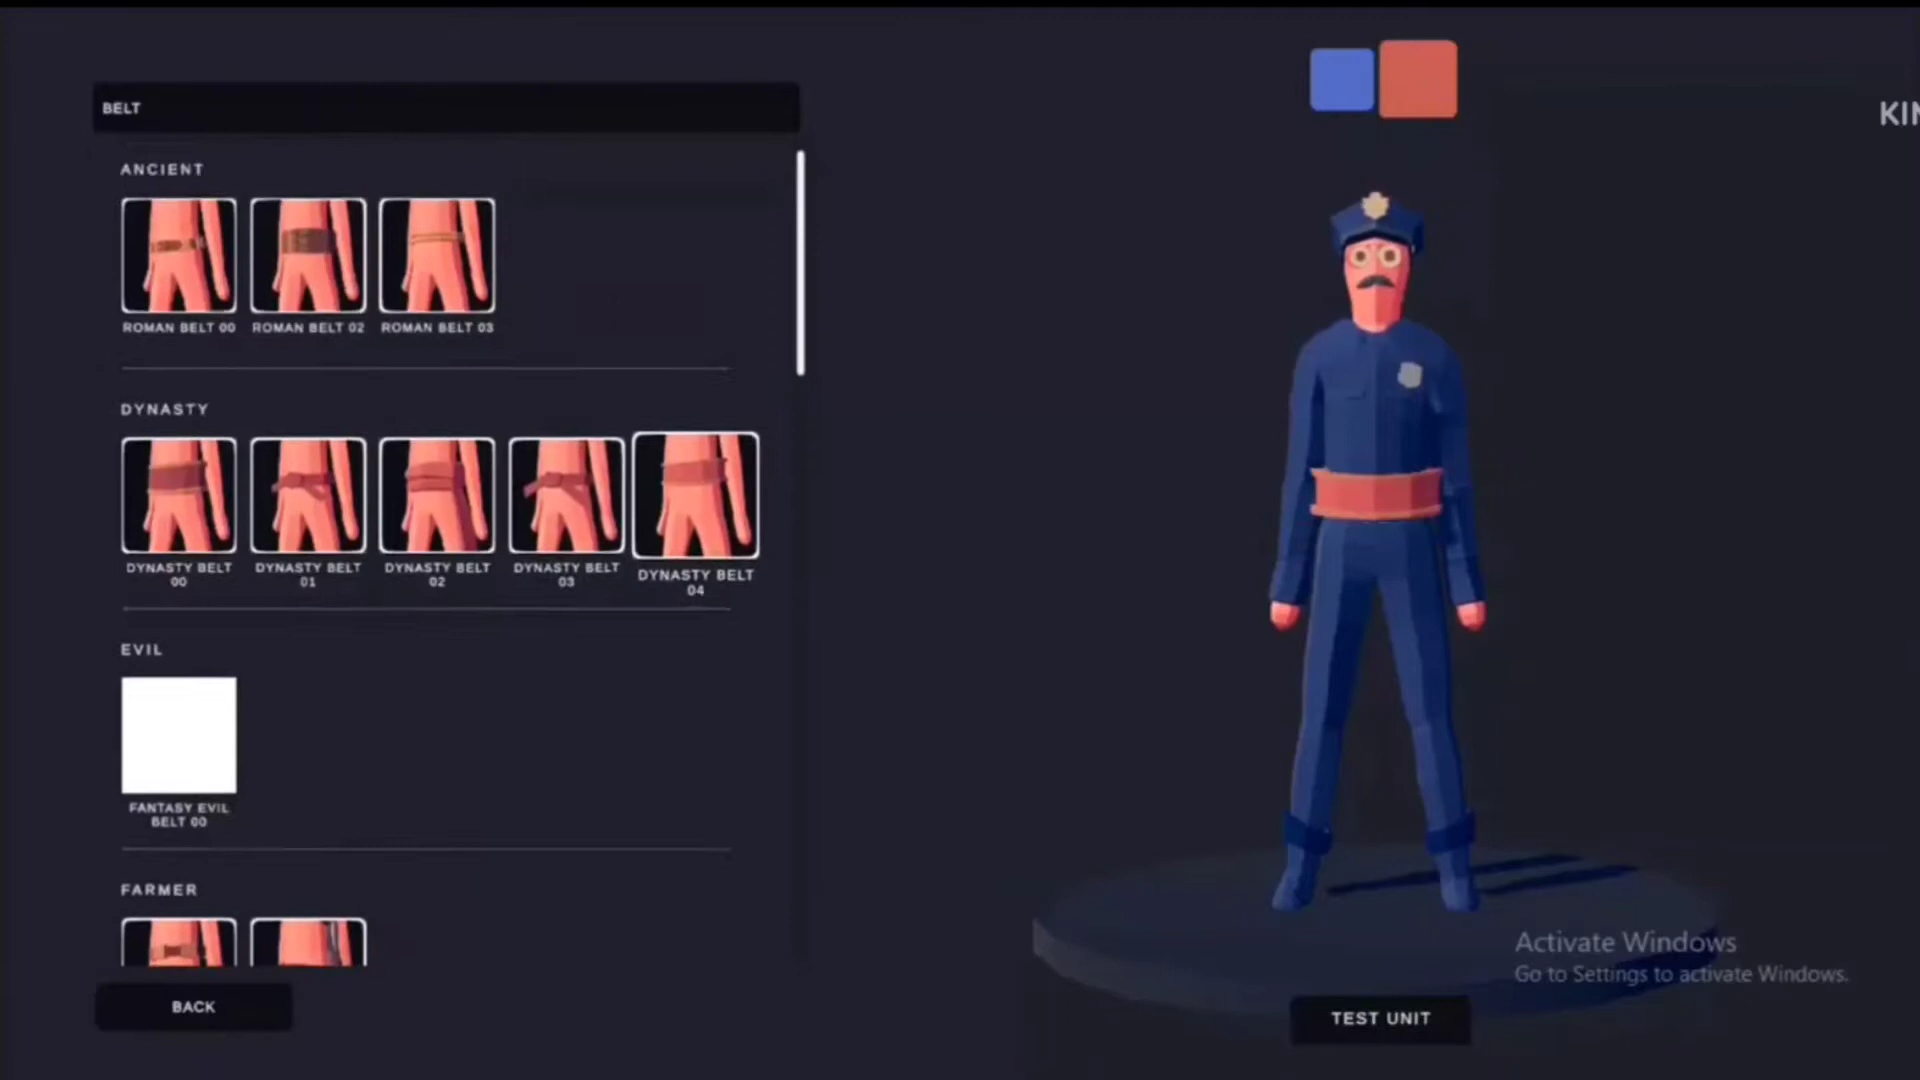 BELT
KIN
ANCIENT
ROMAN BELT 00
ROMAN BELT 02
ROMAN BELT 03
DYNASTY
DYNASTY BELT
00
DYNASTY BELT
01
DYNASTY BELT
02
DYNASTY BELT
03
DYNASTY BELT
04
EVIL
FANTASY EVIL
BELT 00
FARMER
BACK
Activate Windows
Go to Settings to activate Windows.
TEST UNIT